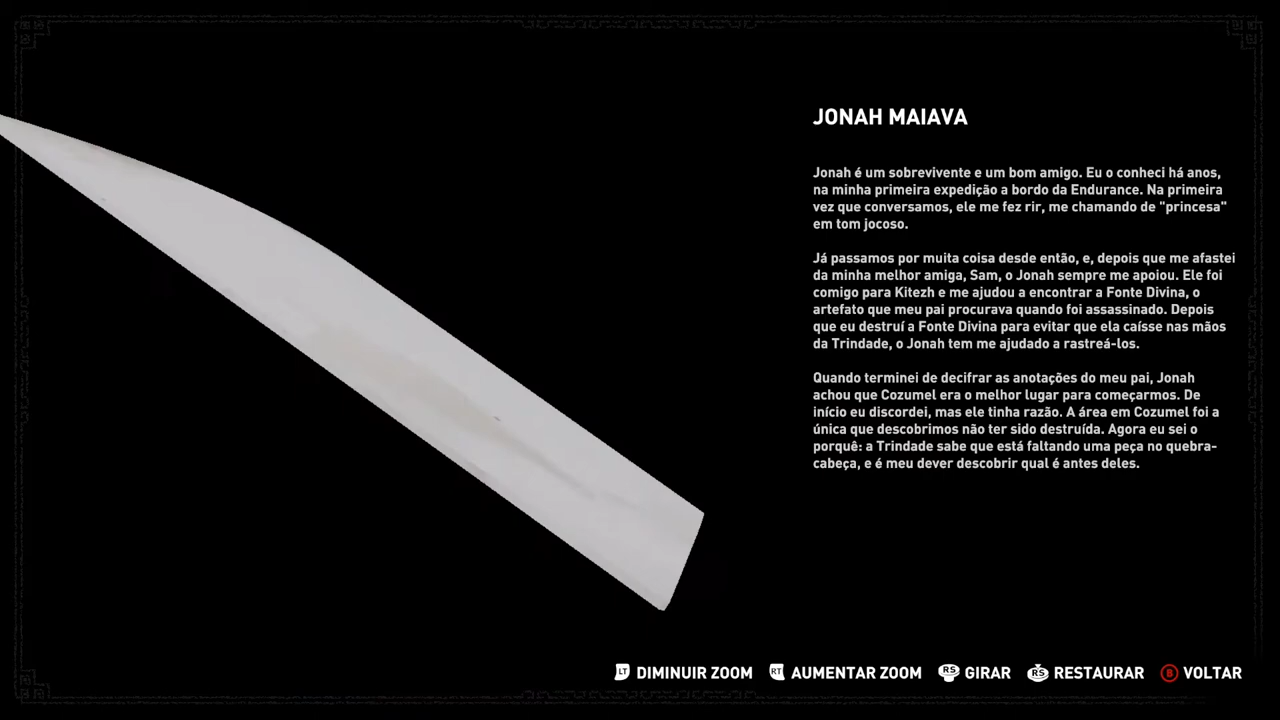 JONAH MAIAVA
Jonah é um sobrevivente e um bom amigo. Eu o conheci há anos,
na minha primeira expedição a bordo da Endurance. Na primeira
vez que conversamos, ele me fez rir, me chamando de "princesa"
em tom jocoso.
Já passamos por muita coisa desde então, e, depois que me afastei
da minha melhor amiga, Sam, o Jonah sempre me apoiou. Ele foi
comigo para Kitezh e me ajudou a encontrar a Fonte Divina, o
artefato que meu pai procurava quando foi assassinado. Depois
que eu destruí a Fonte Divina para evitar que ela caísse nas mãos
da Trindade, o Jonah tem me ajudado a rastreá-los.
Quando terminei de decifrar as anotações do meu pai, Jonah
achou que Cozumel era o melhor lugar para começarmos. De
início eu discordei, mas ele tinha razão. A área em Cozumel foi a
única que descobrimos não ter sido destruída. Agora eu sei o
porquê: a Trindade sabe que está faltando uma peça no quebra-
cabeça, e é meu dever descobrir qual é antes deles.
LT DIMINUIR ZOOM RT AUMENTAR ZOOM RS GIRAR RS RESTAURAR B VOLTAR